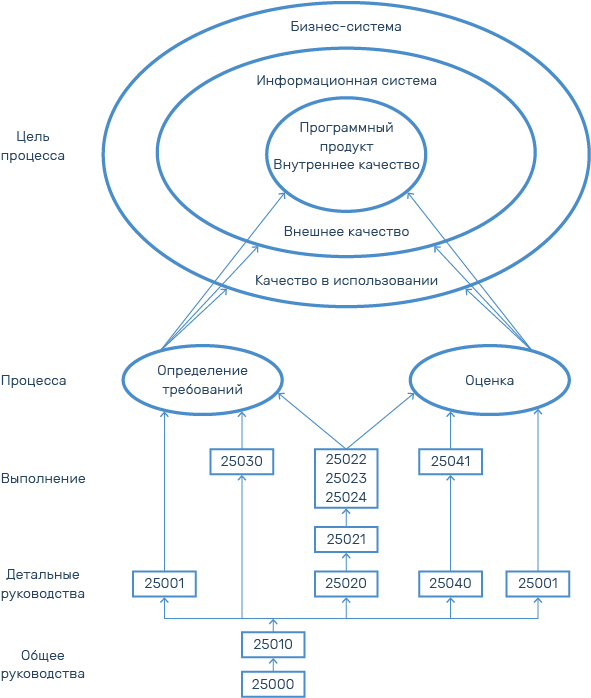 Бизнес-система
Информационная система
Программный
продукт
Внутреннее качество
Цель
процесса
Внешнее качество
Качество в использовании
Процесса
Определение
требований
Оценка
Выполнение
25030
25022
25023
25024
25041
25021
Детальные
руководства
25001
25020
25040
25001
Общее
руководства
25010
25000